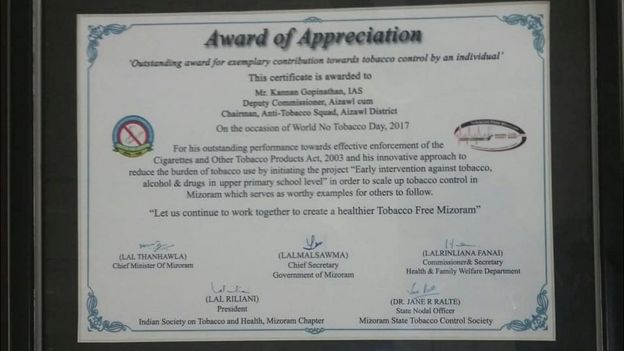 Award of Appreciation
'Outstanding award for exemplary contribution towards tobacco control by an individual'
This certificate is awarded to
Mr. Kannan Gopinathan, IAS
Deputy Commissioner, Aizawl cum
Chairman, Anti-Tobacco Squad, Aizawl District
On the occasion of World No Tobacco Day, 2017
For his outstanding performance towards effective enforcement of the
Cigarettes and Other Tobacco Products Act, 2003 and his innovative approach to
reduce the burden of tobacco use by initiating the project "Early intervention against tobacco,
alcohol & drugs in upper primary school level" in order to scale up tobacco control in
Mizoram which serves as worthy examples for others to follow.
"Let us continue to work together to create a healthier Tobacco Free Mizoram"
(LAL THANHAWLA)
Chief Minister Of Mizoram
(LALMALSAWMA)
Chief Secretary
Government of Mizoram
(LALRINLIANA FANAI)
Commissioner& Secretary
Health & Family Welfare Department
(LAL RILIANI)
President
Indian Society on Tobacco and Health, Mizoram Chapter
(DR. JANE R RALTE)
State Nodal Officer
Mizoram State Tobacco Control Society